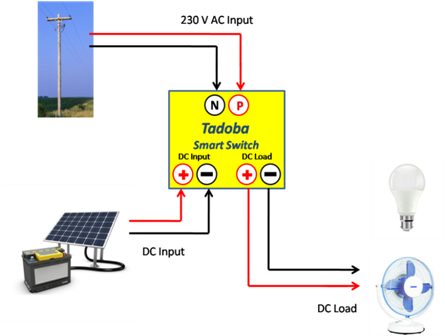 230 V AC Input
N P
Tadoba
Smart Switch
DC Input DC Load
+ − + −
DC Input
DC Load